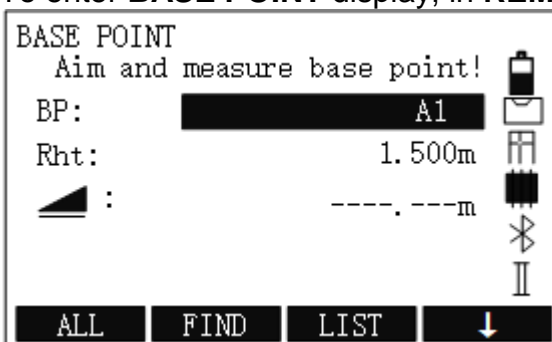 BASE POINT
Aim and measure base point!
BP: A1
Rht: 1.500m
: ----.---m
ALL FIND LIST ↓